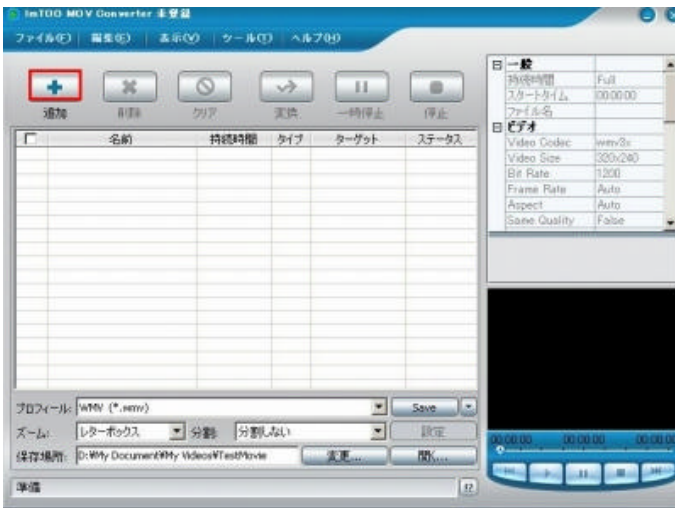 ImTOO MOV Converter 未登録
ファイル(F) 編集(E) 表示(V) ツール(T) ヘルプ(H)
追加 削除 クリア 変換 一時停止 停止
名前 持続時間 タイプ ターゲット ステータス
プロフィール: WMV (*.wmv) Save
ズーム: レターボックス 分割: 分割しない 設定
保存場所: D:¥My Document¥My Videos¥TestMovie 変更... 開く...
準備
一般
持続時間 Full
スタートタイム 00:00:00
ファイル名
ビデオ
Video Codec wmv3x
Video Size 320x240
Bit Rate 1200
Frame Rate Auto
Aspect Auto
Same Quality False
00:00:00 00:00:00 00:00:00